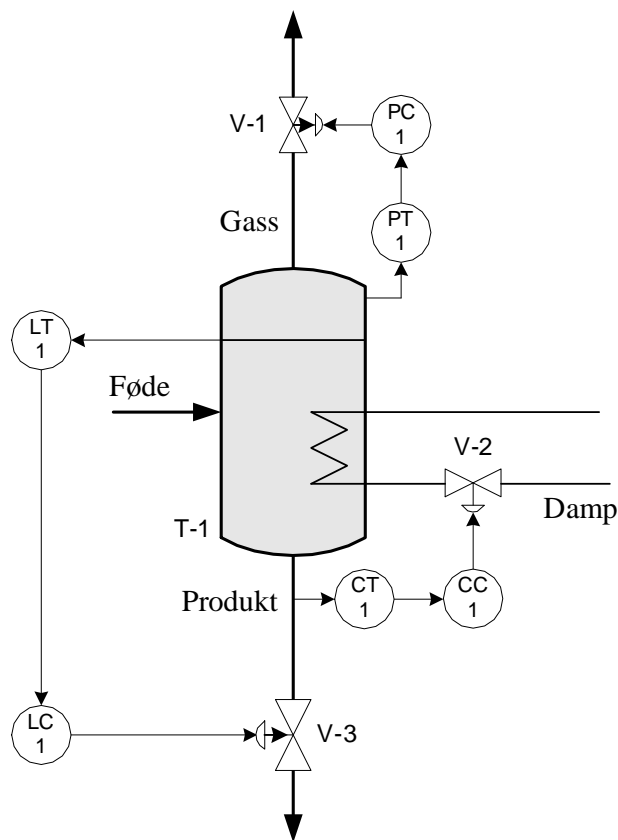 PC
1
V-1
PT
1
Gass
LT
1
Føde
V-2
Damp
T-1
Produkt
CT
1
CC
1
LC
1
V-3